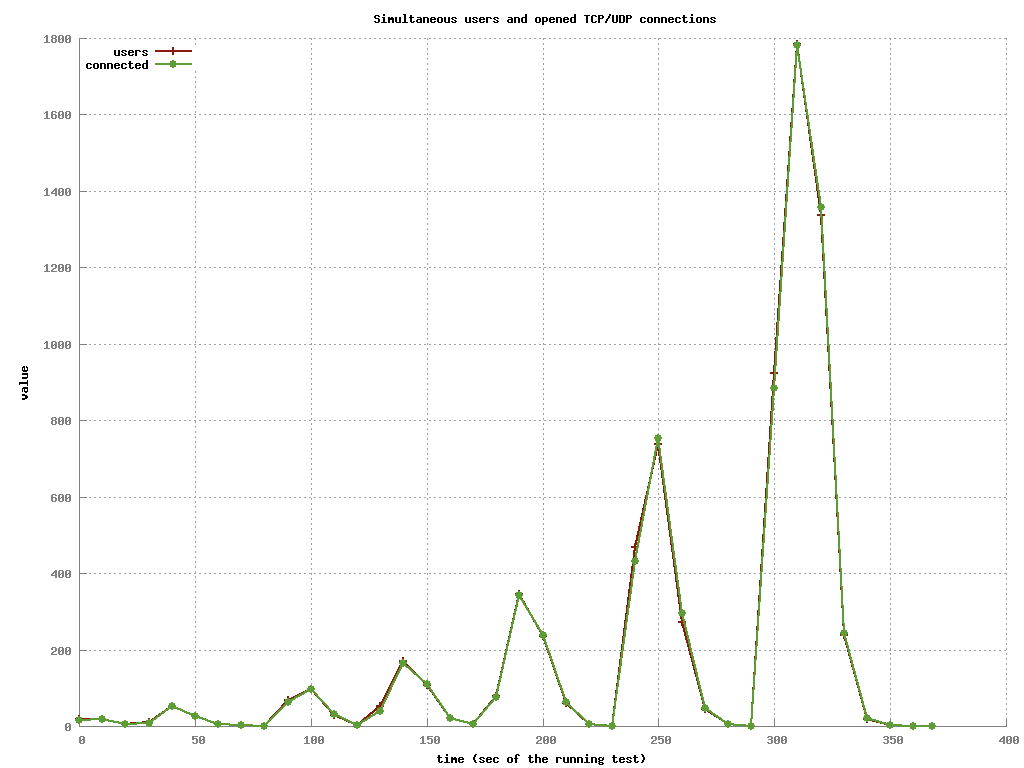 Simultaneous users and opened TCP/UDP connections
1800
users
connected
1600
1400
1200
1000
value
800
600
400
200
0
0 50 100 150 200 250 300 350 400
time (sec of the running test)